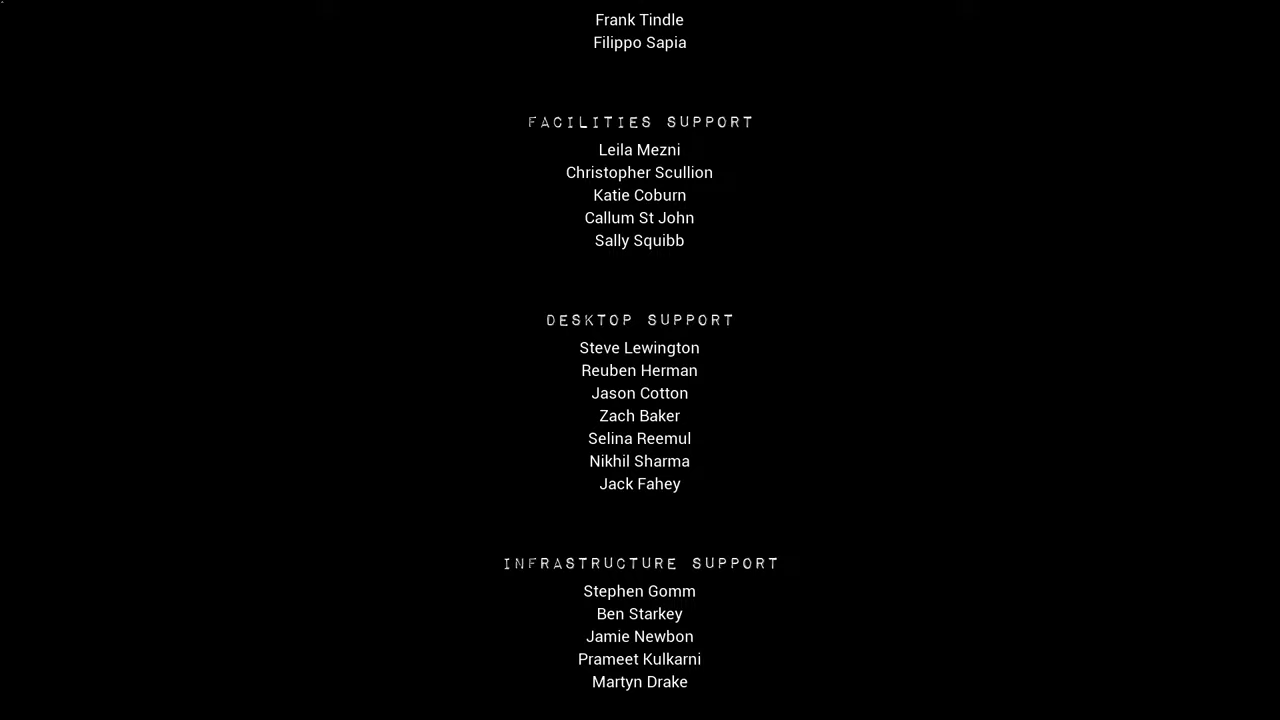 Frank Tindle
Filippo Sapia
FACILITIES SUPPORT
Leila Mezni
Christopher Scullion
Katie Coburn
Callum St John
Sally Squibb
DESKTOP SUPPORT
Steve Lewington
Reuben Herman
Jason Cotton
Zach Baker
Selina Reemul
Nikhil Sharma
Jack Fahey
INFRASTRUCTURE SUPPORT
Stephen Gomm
Ben Starkey
Jamie Newbon
Prameet Kulkarni
Martyn Drake